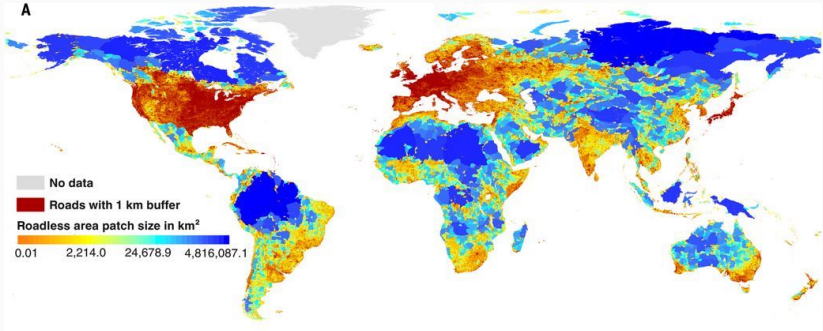 A
No data
Roads with 1 km buffer
Roadless area patch size in km²
0.01 2,214.0 24,678.9 4,816,087.1